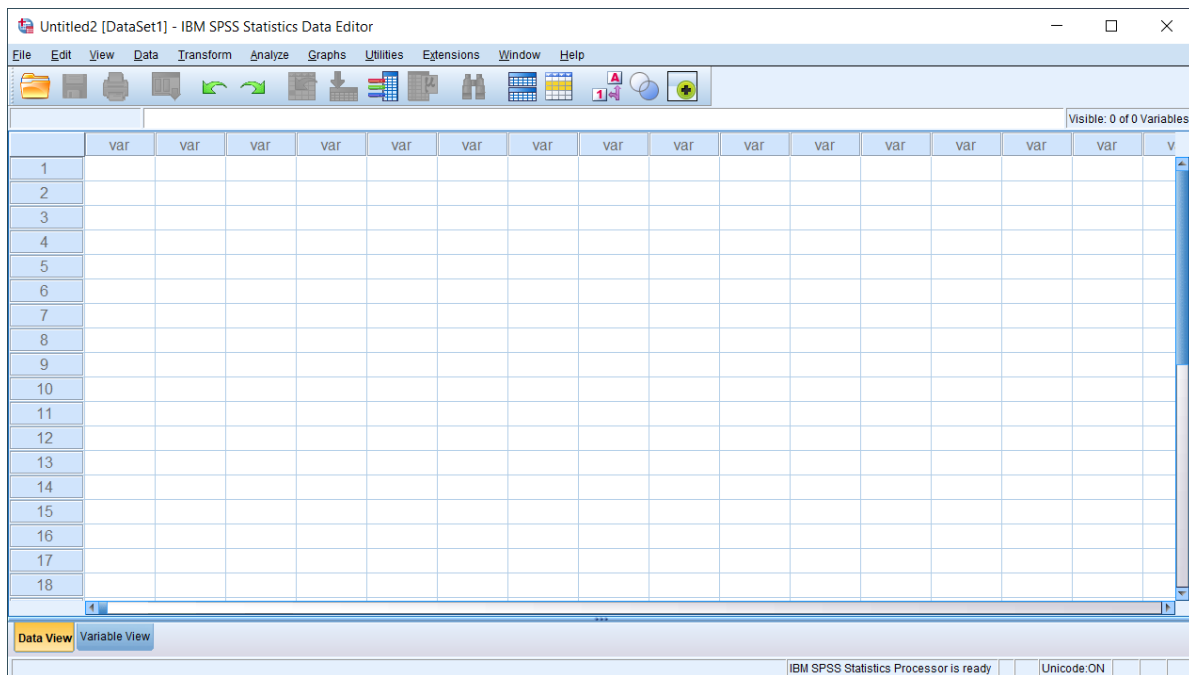 Untitled2 [DataSet1] - IBM SPSS Statistics Data Editor
File Edit View Data Transform Analyze Graphs Utilities Extensions Window Help
A
1
Visible: 0 of 0 Variables
var var var var var var var var var var var var var var var v
1
2
3
4
5
6
7
8
9
10
11
12
13
14
15
16
17
18
Data View Variable View
IBM SPSS Statistics Processor is ready Unicode:ON